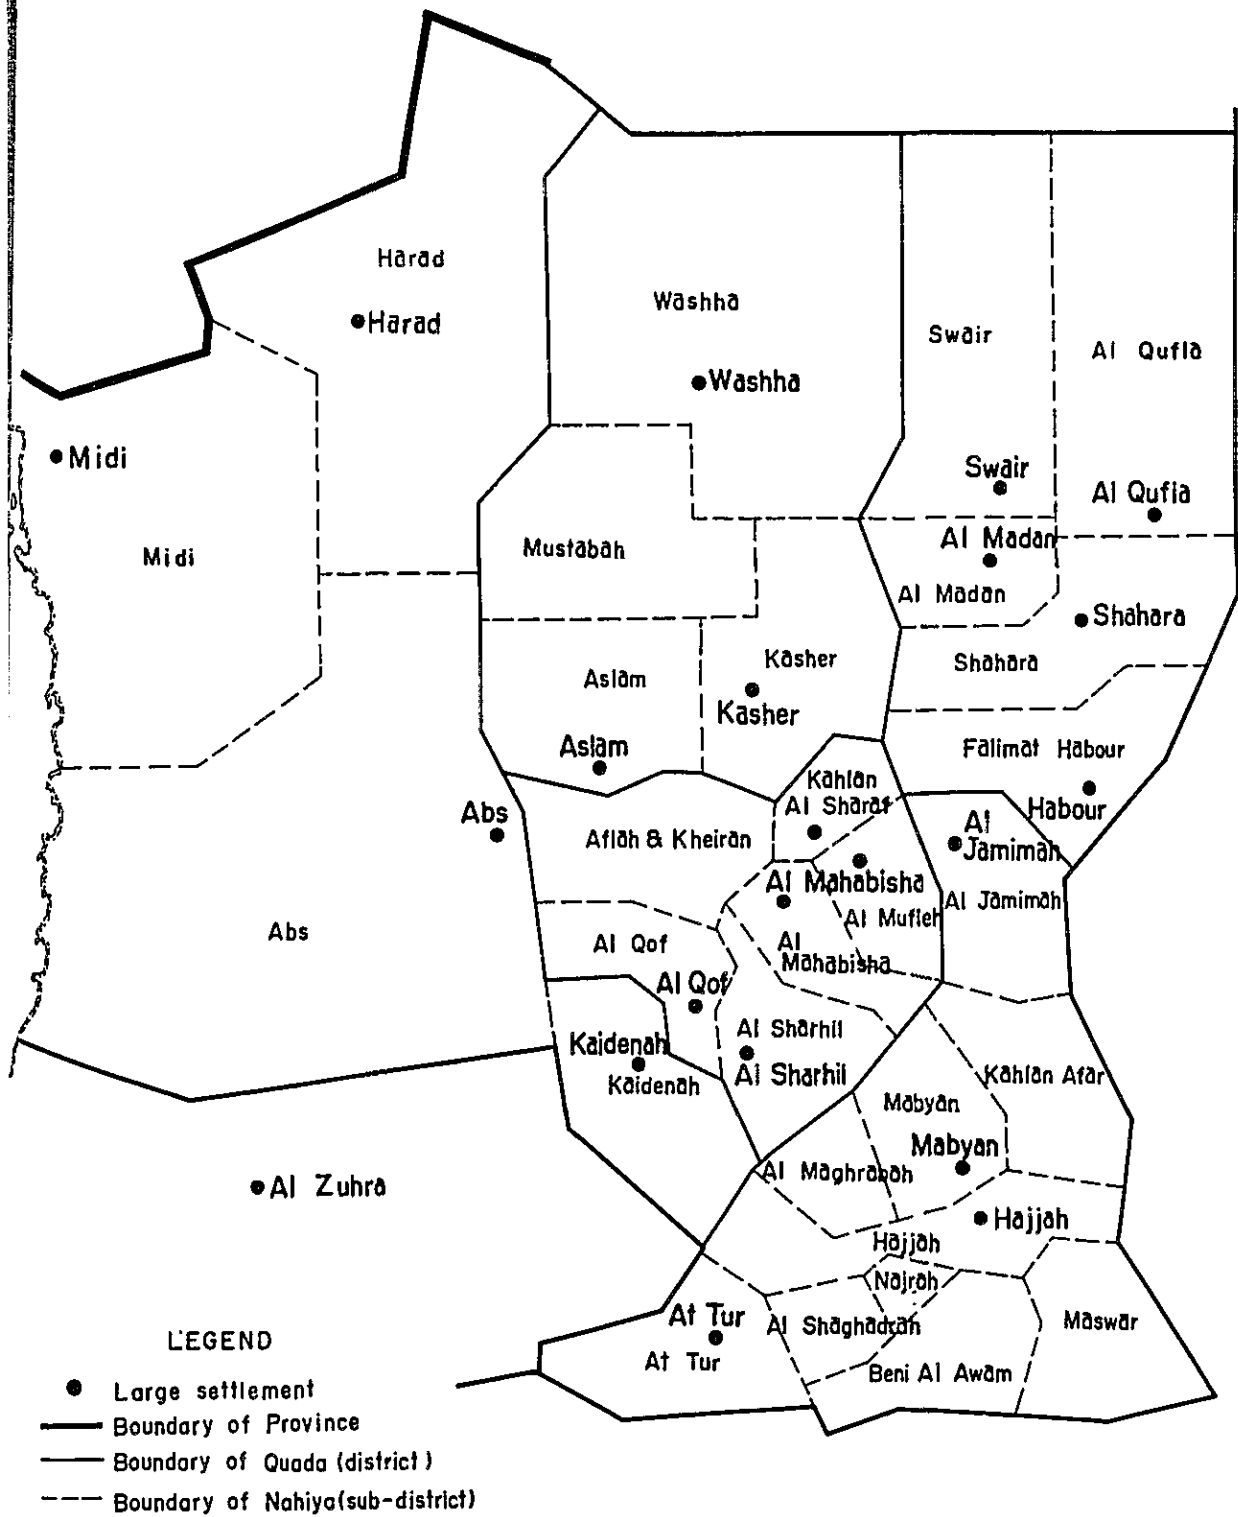 Harad
Harad
Washha
Washha
Swair
Al Qufla
Midi
Swair
Al Qufla
Midi
Mustabah
Al Madan
Al Madan
Shahara
Shahara
Kasher
Kasher
Aslam
Aslam
Falimat Habour
Habour
Kahlan
Al Sharaf
Abs
Abs
Aflah & Kheiran
Al
Jamimah
Al Jamimah
Al Mahabisha
Al Mufleh
Al
Mahabisha
Al Qof
Al Qof
Al Sharhil
Al Sharhil
Kaidenah
Kaidenah
Kahlan Afar
Mabyan
Mabyan
Al Maghrabah
Al Zuhra
Hajjah
Hajjah
Najrah
At Tur
At Tur
Al Shaghadrah
Maswar
Beni Al Awam
LEGEND
Large settlement
Boundary of Province
Boundary of Quada (district)
Boundary of Nahiya (sub-district)